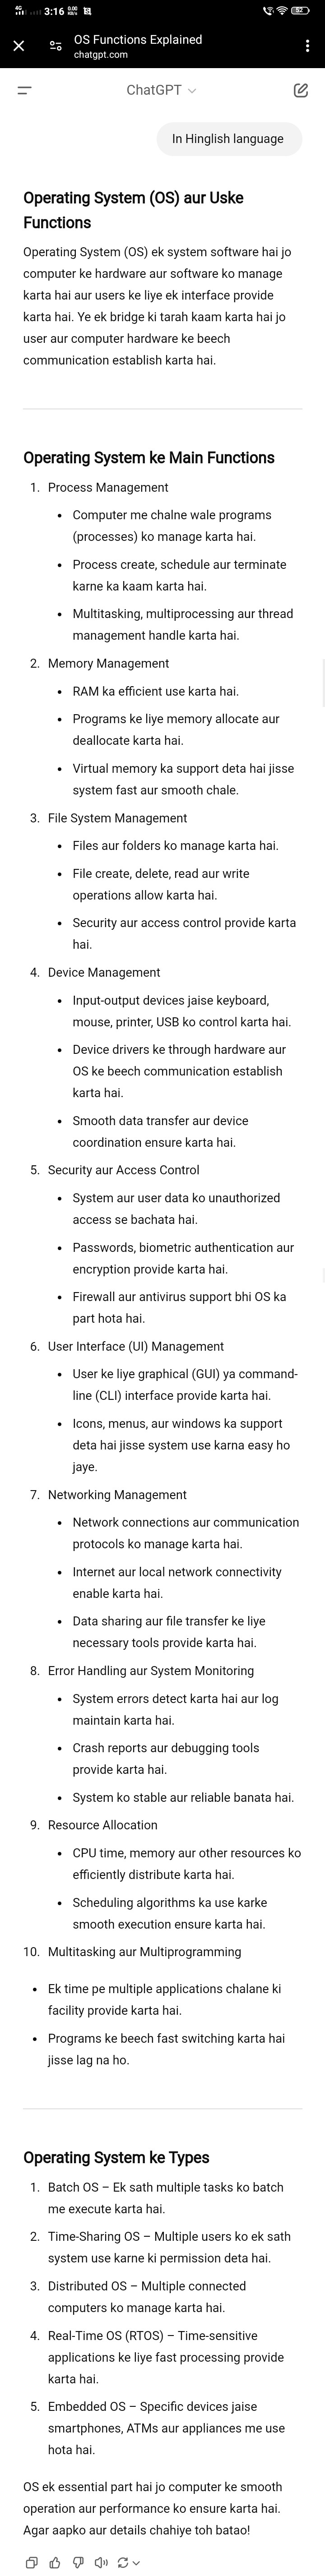 4G 3:16 0.00 KB/s 52
OS Functions Explained
chatgpt.com
ChatGPT
In Hinglish language
Operating System (OS) aur Uske
Functions
Operating System (OS) ek system software hai jo
computer ke hardware aur software ko manage
karta hai aur users ke liye ek interface provide
karta hai. Ye ek bridge ki tarah kaam karta hai jo
user aur computer hardware ke beech
communication establish karta hai.
Operating System ke Main Functions
1. Process Management
• Computer me chalne wale programs
(processes) ko manage karta hai.
• Process create, schedule aur terminate
karne ka kaam karta hai.
• Multitasking, multiprocessing aur thread
management handle karta hai.
2. Memory Management
• RAM ka efficient use karta hai.
• Programs ke liye memory allocate aur
deallocate karta hai.
• Virtual memory ka support deta hai jisse
system fast aur smooth chale.
3. File System Management
• Files aur folders ko manage karta hai.
• File create, delete, read aur write
operations allow karta hai.
• Security aur access control provide karta
hai.
4. Device Management
• Input-output devices jaise keyboard,
mouse, printer, USB ko control karta hai.
• Device drivers ke through hardware aur
OS ke beech communication establish
karta hai.
• Smooth data transfer aur device
coordination ensure karta hai.
5. Security aur Access Control
• System aur user data ko unauthorized
access se bachata hai.
• Passwords, biometric authentication aur
encryption provide karta hai.
• Firewall aur antivirus support bhi OS ka
part hota hai.
6. User Interface (UI) Management
• User ke liye graphical (GUI) ya command-
line (CLI) interface provide karta hai.
• Icons, menus, aur windows ka support
deta hai jisse system use karna easy ho
jaye.
7. Networking Management
• Network connections aur communication
protocols ko manage karta hai.
• Internet aur local network connectivity
enable karta hai.
• Data sharing aur file transfer ke liye
necessary tools provide karta hai.
8. Error Handling aur System Monitoring
• System errors detect karta hai aur log
maintain karta hai.
• Crash reports aur debugging tools
provide karta hai.
• System ko stable aur reliable banata hai.
9. Resource Allocation
• CPU time, memory aur other resources ko
efficiently distribute karta hai.
• Scheduling algorithms ka use karke
smooth execution ensure karta hai.
10. Multitasking aur Multiprogramming
• Ek time pe multiple applications chalane ki
facility provide karta hai.
• Programs ke beech fast switching karta hai
jisse lag na ho.
Operating System ke Types
1. Batch OS – Ek sath multiple tasks ko batch
me execute karta hai.
2. Time-Sharing OS – Multiple users ko ek sath
system use karne ki permission deta hai.
3. Distributed OS – Multiple connected
computers ko manage karta hai.
4. Real-Time OS (RTOS) – Time-sensitive
applications ke liye fast processing provide
karta hai.
5. Embedded OS – Specific devices jaise
smartphones, ATMs aur appliances me use
hota hai.
OS ek essential part hai jo computer ke smooth
operation aur performance ko ensure karta hai.
Agar aapko aur details chahiye toh batao!